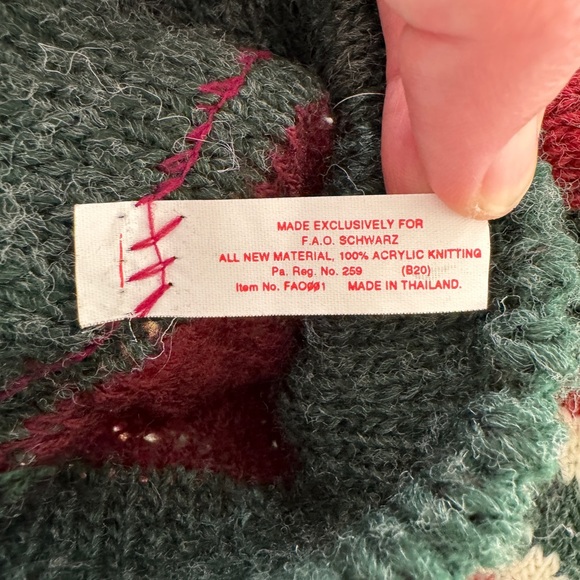 MADE EXCLUSIVELY FOR
F.A.O. SCHWARZ
ALL NEW MATERIAL, 100% ACRYLIC KNITTING
Pa. Reg. No. 259 (B20)
Item No. FAO001 MADE IN THAILAND.